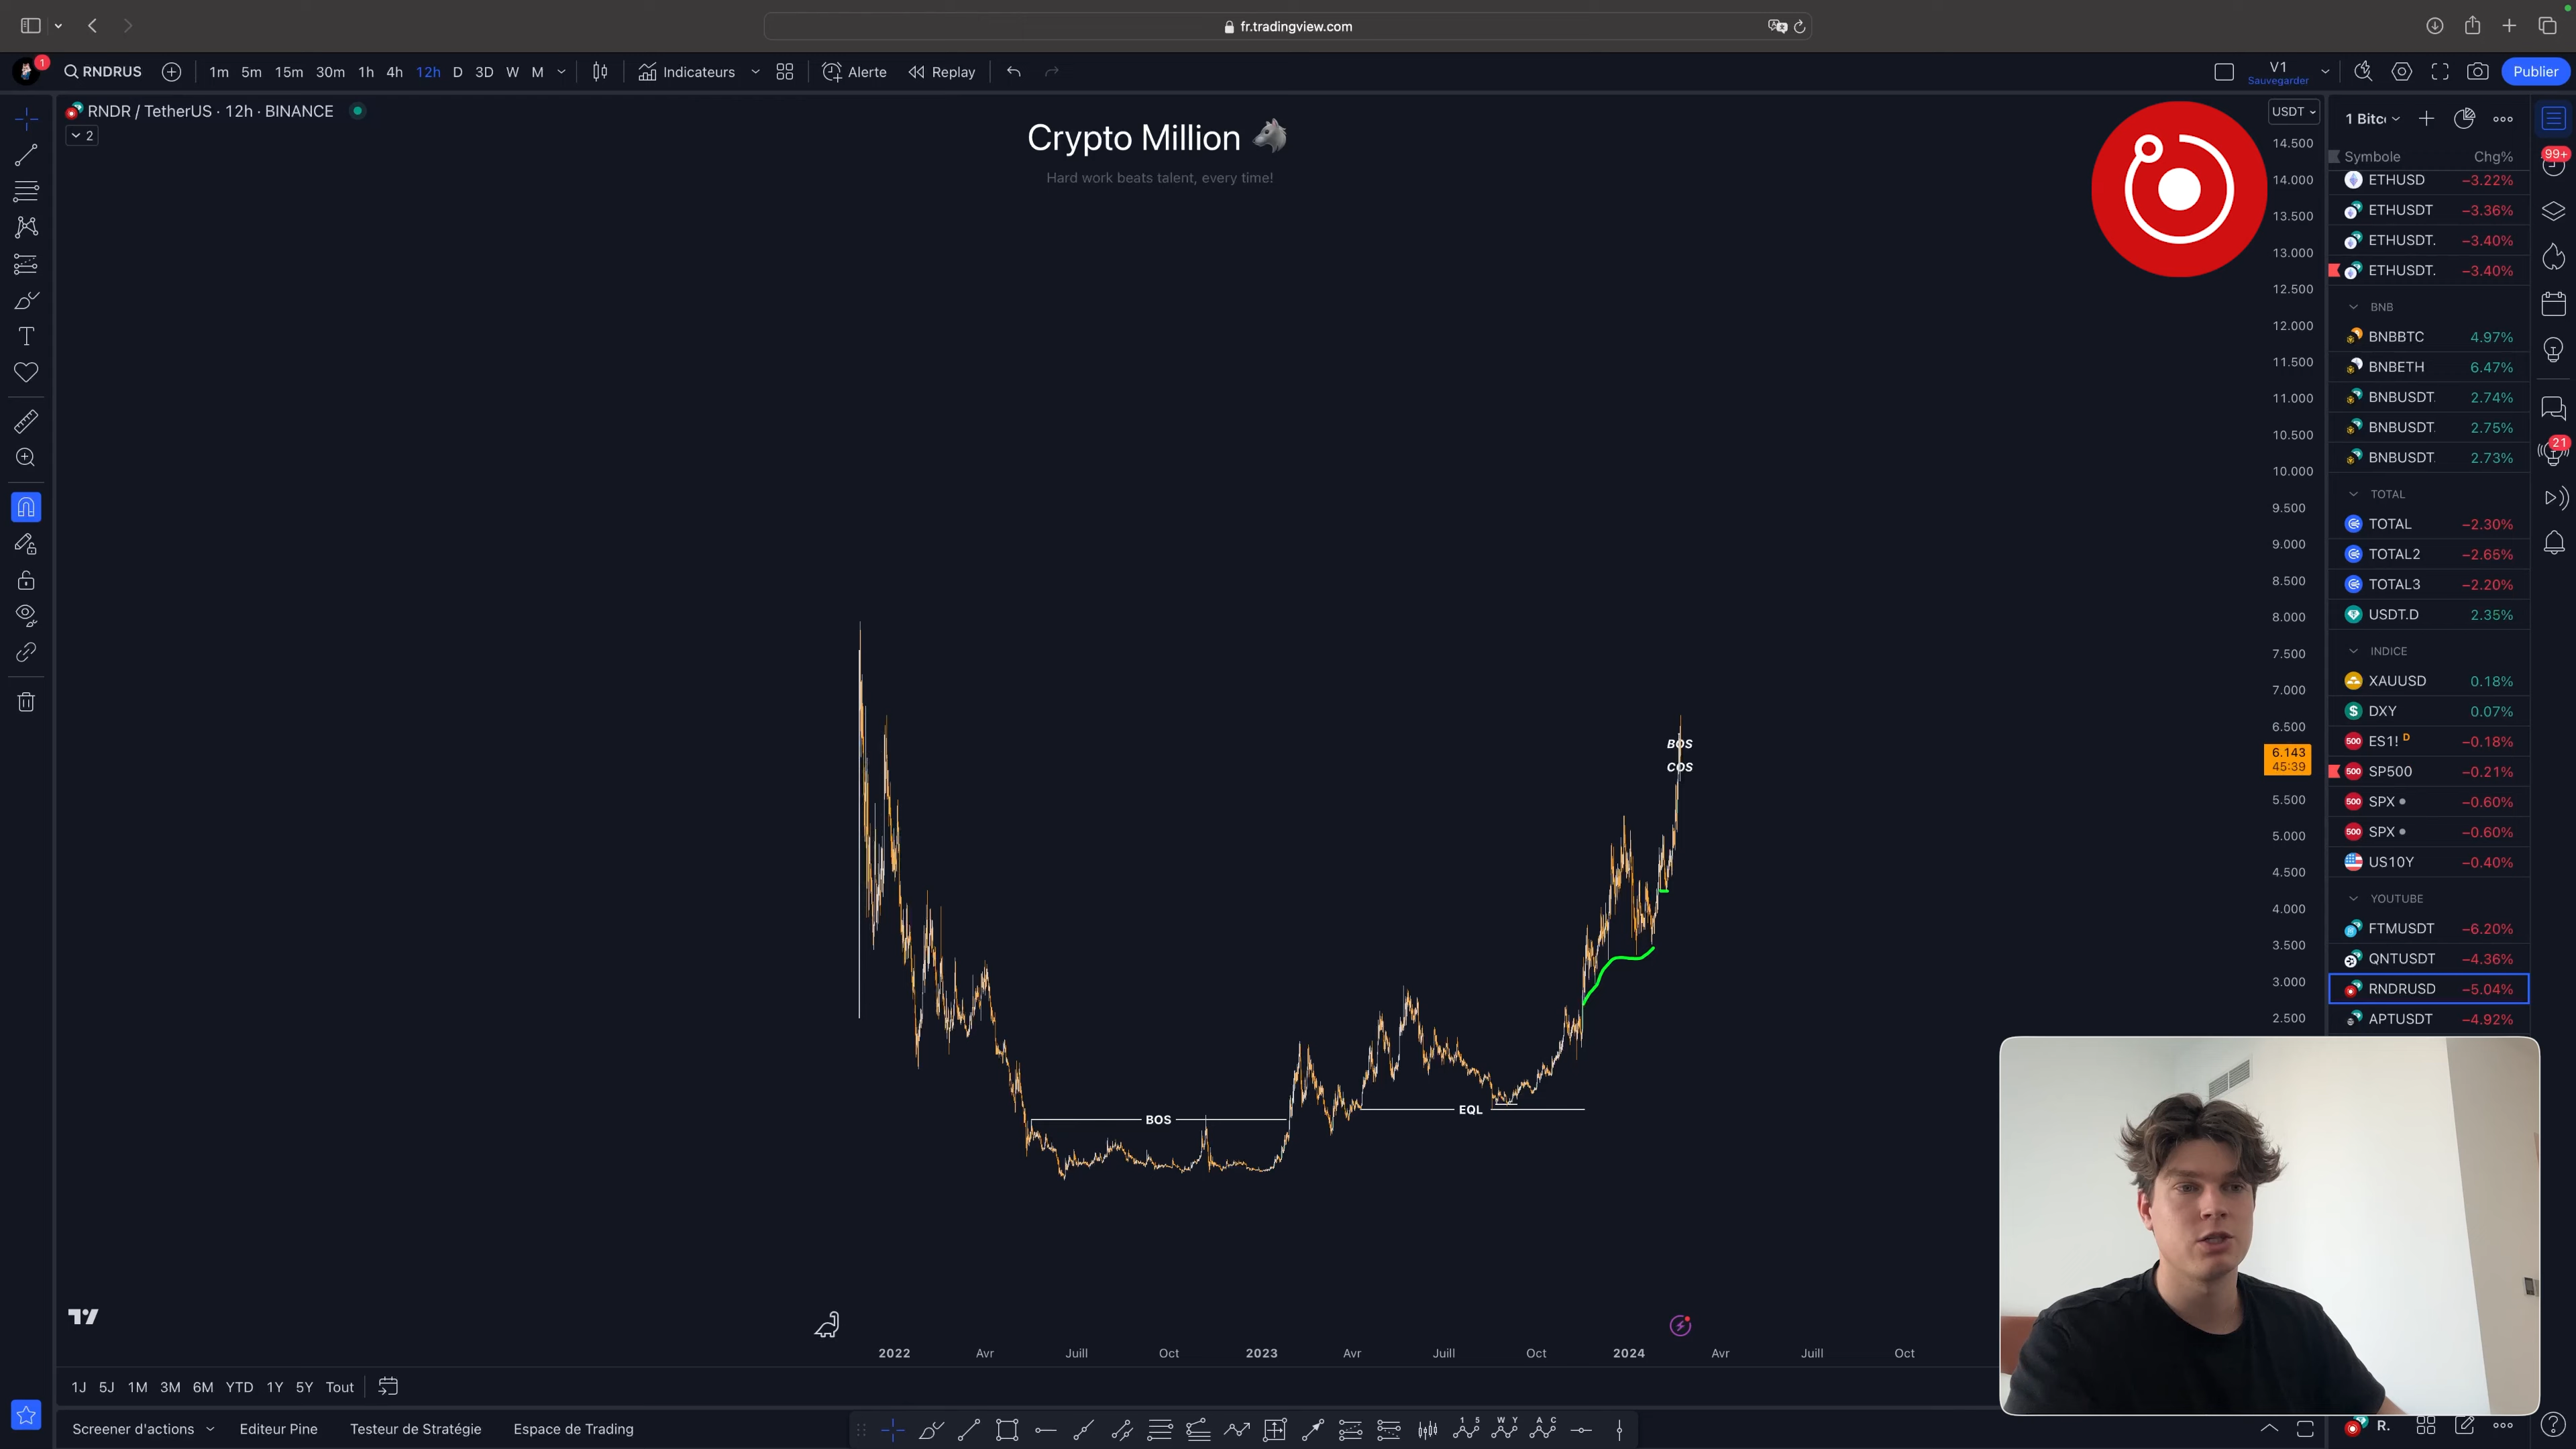 fr.tradingview.com
1
RNDRUS
1m 5m 15m 30m 1h 4h 12h D 3D W M
Indicateurs
Alerte
Replay
V1
Sauvegarder
Publier
RNDR / TetherUS · 12h · BINANCE
2
Crypto Million
Hard work beats talent, every time!
USDT
14.500
14.000
13.500
13.000
12.500
12.000
11.500
11.000
10.500
10.000
9.500
9.000
8.500
8.000
7.500
7.000
6.500
6.143
45:39
5.500
5.000
4.500
4.000
3.500
3.000
2.500
BOS
COS
BOS
EQL
2022 Avr Juill Oct 2023 Avr Juill Oct 2024 Avr Juill Oct
1J 5J 1M 3M 6M YTD 1Y 5Y Tout
Screener d'actions Editeur Pine Testeur de Stratégie Espace de Trading
1 Bitc
Symbole Chg%
ETHUSD −3.22%
ETHUSDT −3.36%
ETHUSDT. −3.40%
ETHUSDT. −3.40%
BNB
BNBBTC 4.97%
BNBETH 6.47%
BNBUSDT. 2.74%
BNBUSDT. 2.75%
BNBUSDT. 2.73%
TOTAL
TOTAL −2.30%
TOTAL2 −2.65%
TOTAL3 −2.20%
USDT.D 2.35%
INDICE
XAUUSD 0.18%
DXY 0.07%
ES1! D −0.18%
SP500 −0.21%
SPX −0.60%
SPX −0.60%
US10Y −0.40%
YOUTUBE
FTMUSDT −6.20%
QNTUSDT −4.36%
RNDRUSD −5.04%
APTUSDT −4.92%
99+
21
R.